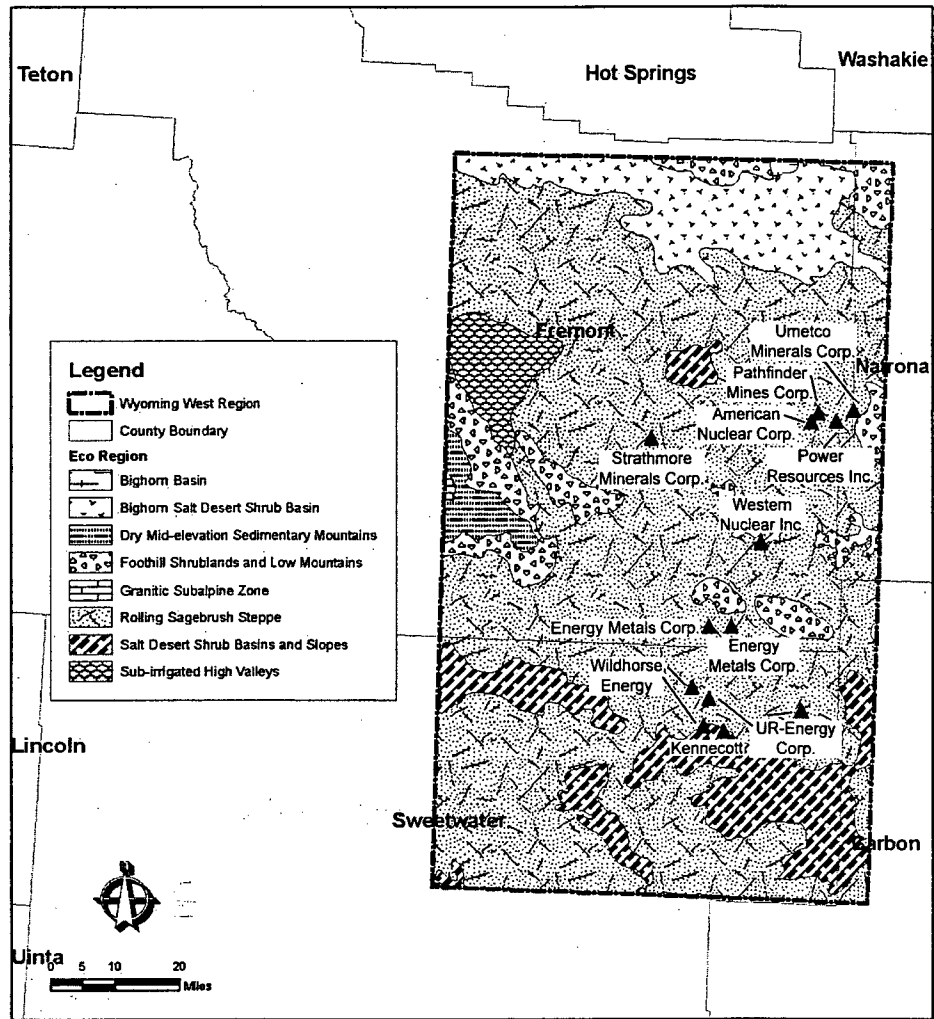 Teton
Hot Springs
Washakie
Fremont
Umetco
Minerals Corp.
Natrona
Pathfinder
Mines Corp.
American
Nuclear Corp.
Strathmore
Minerals Corp.
Power
Resources Inc.
Western
Nuclear Inc.
Energy Metals Corp.
Energy
Metals Corp.
Wildhorse
Energy
UR-Energy
Corp.
Kennecott
Legend
Wyoming West Region
County Boundary
Eco Region
Bighorn Basin
Bighorn Salt Desert Shrub Basin
Dry Mid-elevation Sedimentary Mountains
Foothill Shrublands and Low Mountains
Granitic Subalpine Zone
Rolling Sagebrush Steppe
Salt Desert Shrub Basins and Slopes
Sub-irrigated High Valleys
Lincoln
Sweetwater
Carbon
Uinta
0 5 10 20
Miles